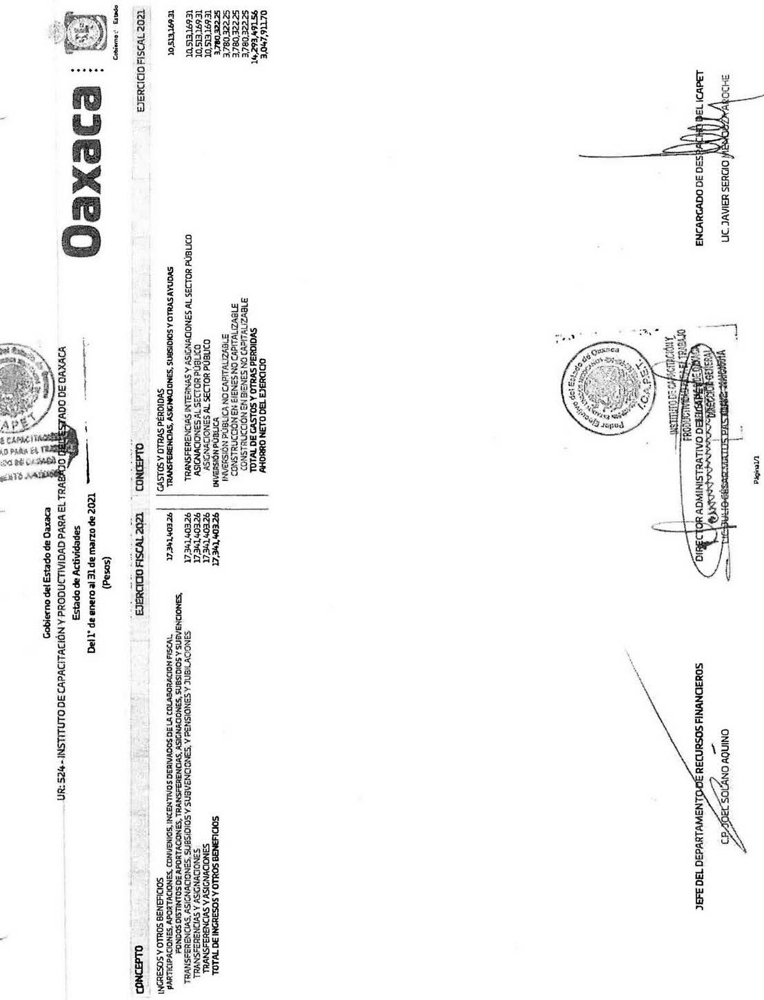 Gobierno del Estado de Oaxaca
UR: 524 - INSTITUTO DE CAPACITACIÓN Y PRODUCTIVIDAD PARA EL TRABAJO DEL ESTADO DE OAXACA
Estado de Actividades
Del 1° de enero al 31 de marzo de 2021
(Pesos)
Oaxaca
Gobierno Estado
CAPET
CAPACITACIÓN
AD PARA EL
CONCEPTO EJERCICIO FISCAL 2021 CONCEPTO EJERCICIO FISCAL 2021
INGRESOS Y OTROS BENEFICIOS
PARTICIPACIONES, APORTACIONES, CONVENIOS, INCENTIVOS DERIVADOS DE LA COLABORACION FISCAL, 17,341,403.26
FONDOS DISTINTOS DE APORTACIONES, TRANSFERENCIAS, ASIGNACIONES, SUBSIDIOS Y SUBVENCIONES,
TRANSFERENCIAS, ASIGNACIONES, SUBSIDIOS Y SUBVENCIONES, Y PENSIONES Y JUBILACIONES 17,341,403.26
TRANSFERENCIAS Y ASIGNACIONES 17,341,403.26
TRANSFERENCIAS Y ASIGNACIONES 17,341,403.26
TOTAL DE INGRESOS Y OTROS BENEFICIOS 17,341,403.26
GASTOS Y OTRAS PÉRDIDAS
TRANSFERENCIAS, ASIGNACIONES, SUBSIDIOS Y OTRAS AYUDAS 10,513,169.31
TRANSFERENCIAS INTERNAS Y ASIGNACIONES AL SECTOR PÚBLICO 10,513,169.31
ASIGNACIONES AL SECTOR PÚBLICO 10,513,169.31
ASIGNACIONES AL SECTOR PÚBLICO 10,513,169.31
INVERSIÓN PÚBLICA 3,780,322.25
INVERSIÓN PÚBLICA NO CAPITALIZABLE 3,780,322.25
CONSTRUCCIÓN EN BIENES NO CAPITALIZABLE 3,780,322.25
CONSTRUCCIÓN EN BIENES NO CAPITALIZABLE 3,780,322.25
TOTAL DE GASTOS Y OTRAS PERDIDAS 14,293,491.56
AHORRO NETO DEL EJERCICIO 3,047,911.70
JEFE DEL DEPARTAMENTO DE RECURSOS FINANCIEROS
C.P. JOEL SOLANO AQUINO
Poder Ejecutivo del Estado de Oaxaca
I.C.A.P.E.T.
INSTITUTO DE CAPACITACIÓN Y
PRODUCTIVIDAD EL TRABAJO
DIRECCIÓN GENERAL
DIRECTOR ADMINISTRATIVO DEL ICAPET
LIC. JULIO CÉSAR MATUS
ENCARGADO DE DESPACHO DEL ICAPET
LIC. JAVIER SERGIO MENDOZA AROCHE
Página1/1